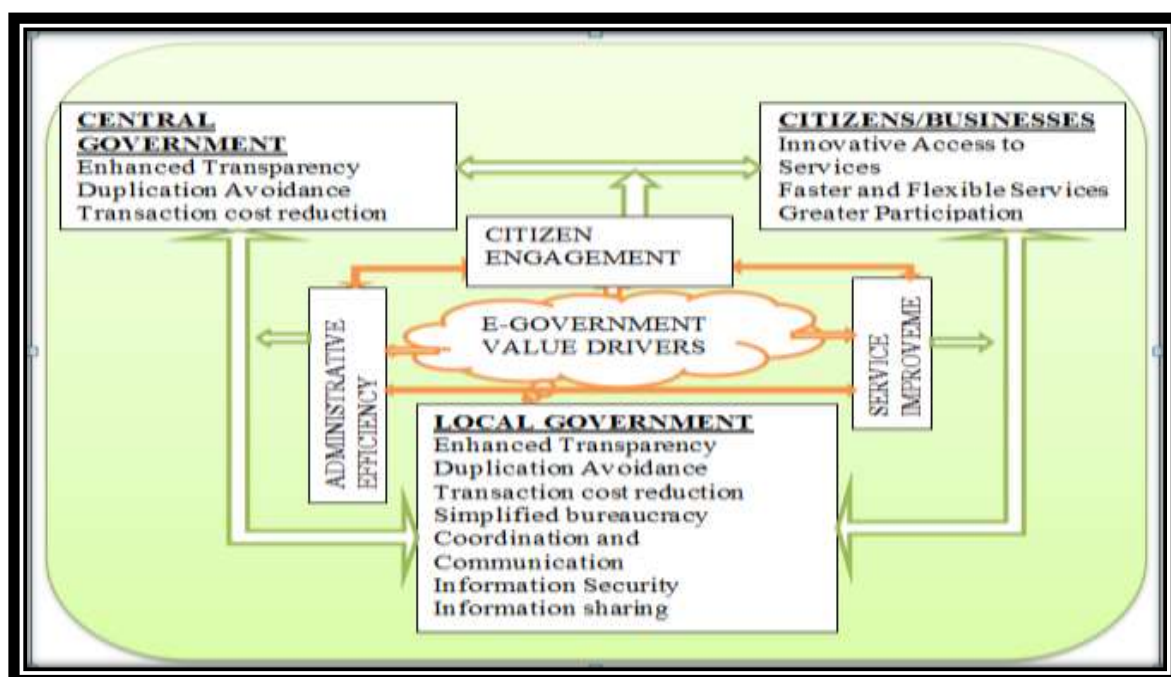 CENTRAL
GOVERNMENT
Enhanced Transparency
Duplication Avoidance
Transaction cost reduction
CITIZENS/BUSINESSES
Innovative Access to
Services
Faster and Flexible Services
Greater Participation
CITIZEN
ENGAGEMENT
E-GOVERNMENT
VALUE DRIVERS
ADMINISTRATIVE
EFFICIENCY
SERVICE
IMPROVEME
LOCAL GOVERNMENT
Enhanced Transparency
Duplication Avoidance
Transaction cost reduction
Simplified bureaucracy
Coordination and
Communication
Information Security
Information sharing